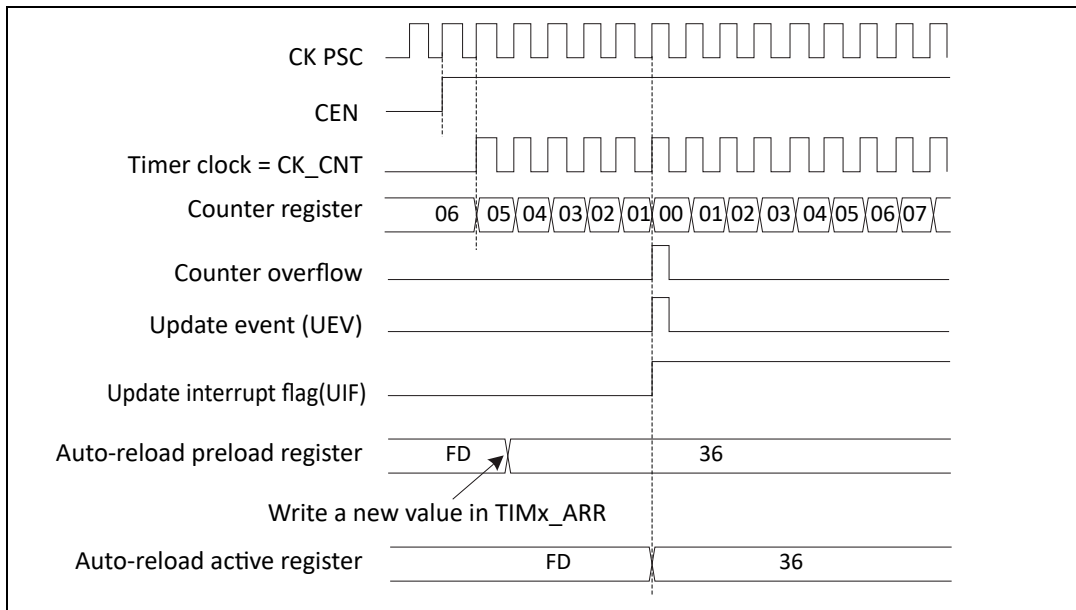 CK PSC
CEN
Timer clock = CK_CNT
Counter register 06 05 04 03 02 01 00 01 02 03 04 05 06 07
Counter overflow
Update event (UEV)
Update interrupt flag(UIF)
Auto-reload preload register FD 36
Write a new value in TIMx_ARR
Auto-reload active register FD 36